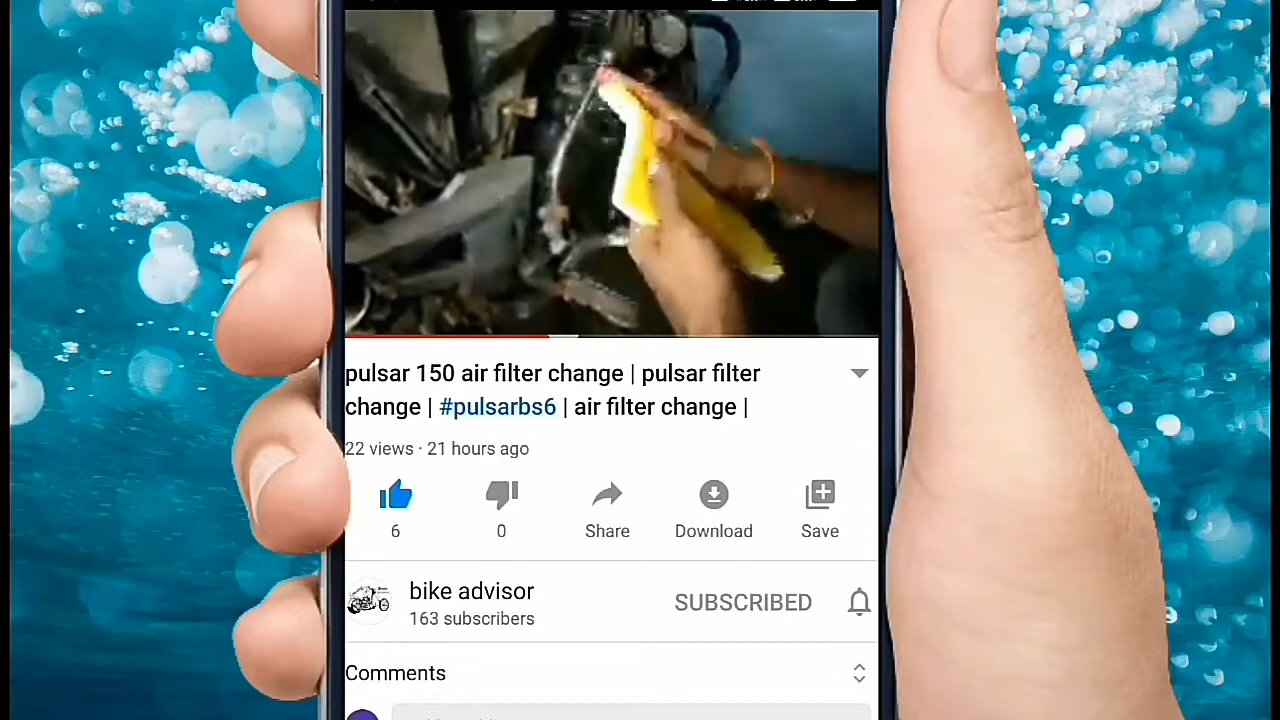 pulsar 150 air filter change | pulsar filter
change | #pulsarbs6 | air filter change |
22 views · 21 hours ago
6
0
Share
Download
Save
bike advisor
163 subscribers
SUBSCRIBED
Comments